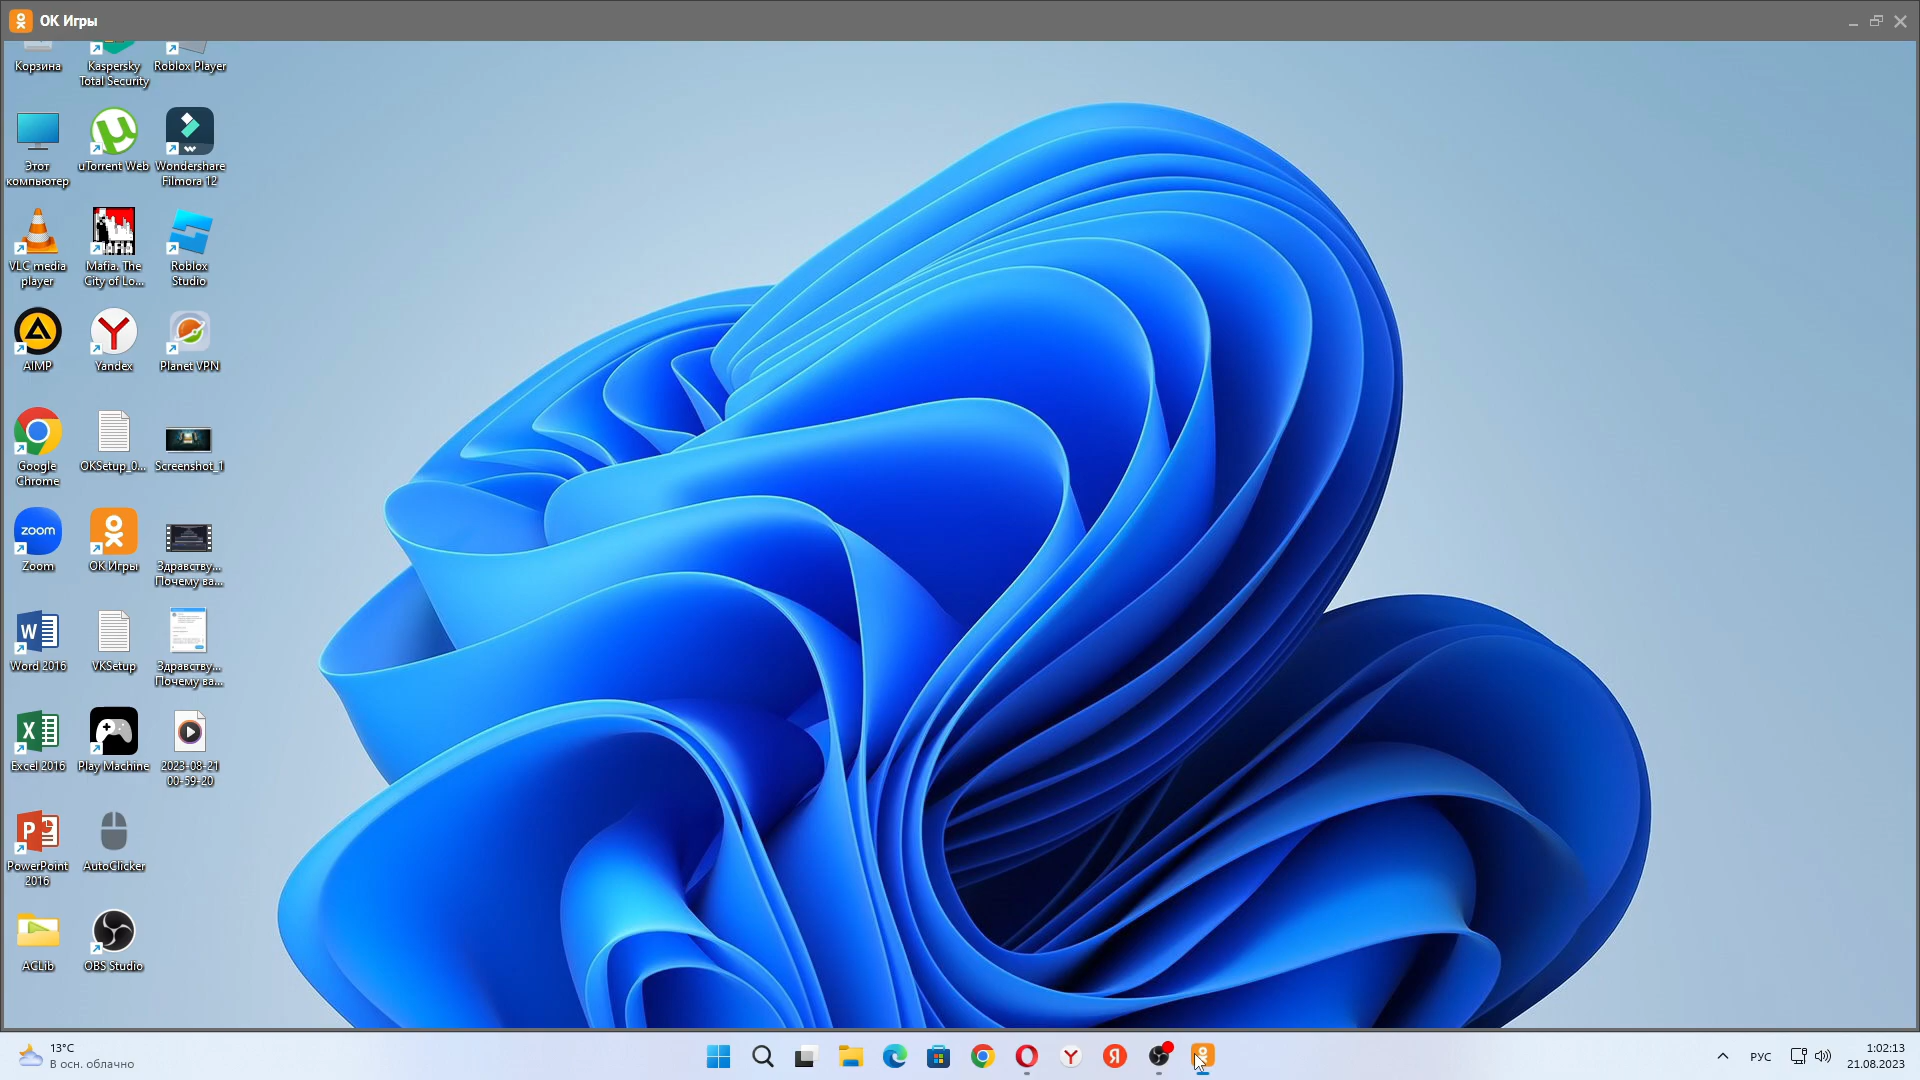 ОК Игры
Корзина
Kaspersky
Total Security
Roblox Player
Этот
компьютер
uTorrent Web
Wondershare
Filmora 12
VLC media
player
MAFIA
Mafia. The
City of Lo...
Roblox
Studio
AIMP
Yandex
Planet VPN
Google
Chrome
OKSetup_0...
Screenshot_1
zoom
Zoom
ОК Игры
Здравству...
Почему ва...
Word 2016
VKSetup
Здравству...
Почему ва...
Excel 2016
Play Machine
2023-08-21
00-59-20
PowerPoint
2016
AutoClicker
ACLib
OBS Studio
13°C
В осн. облачно
РУС
1:02:13
21.08.2023